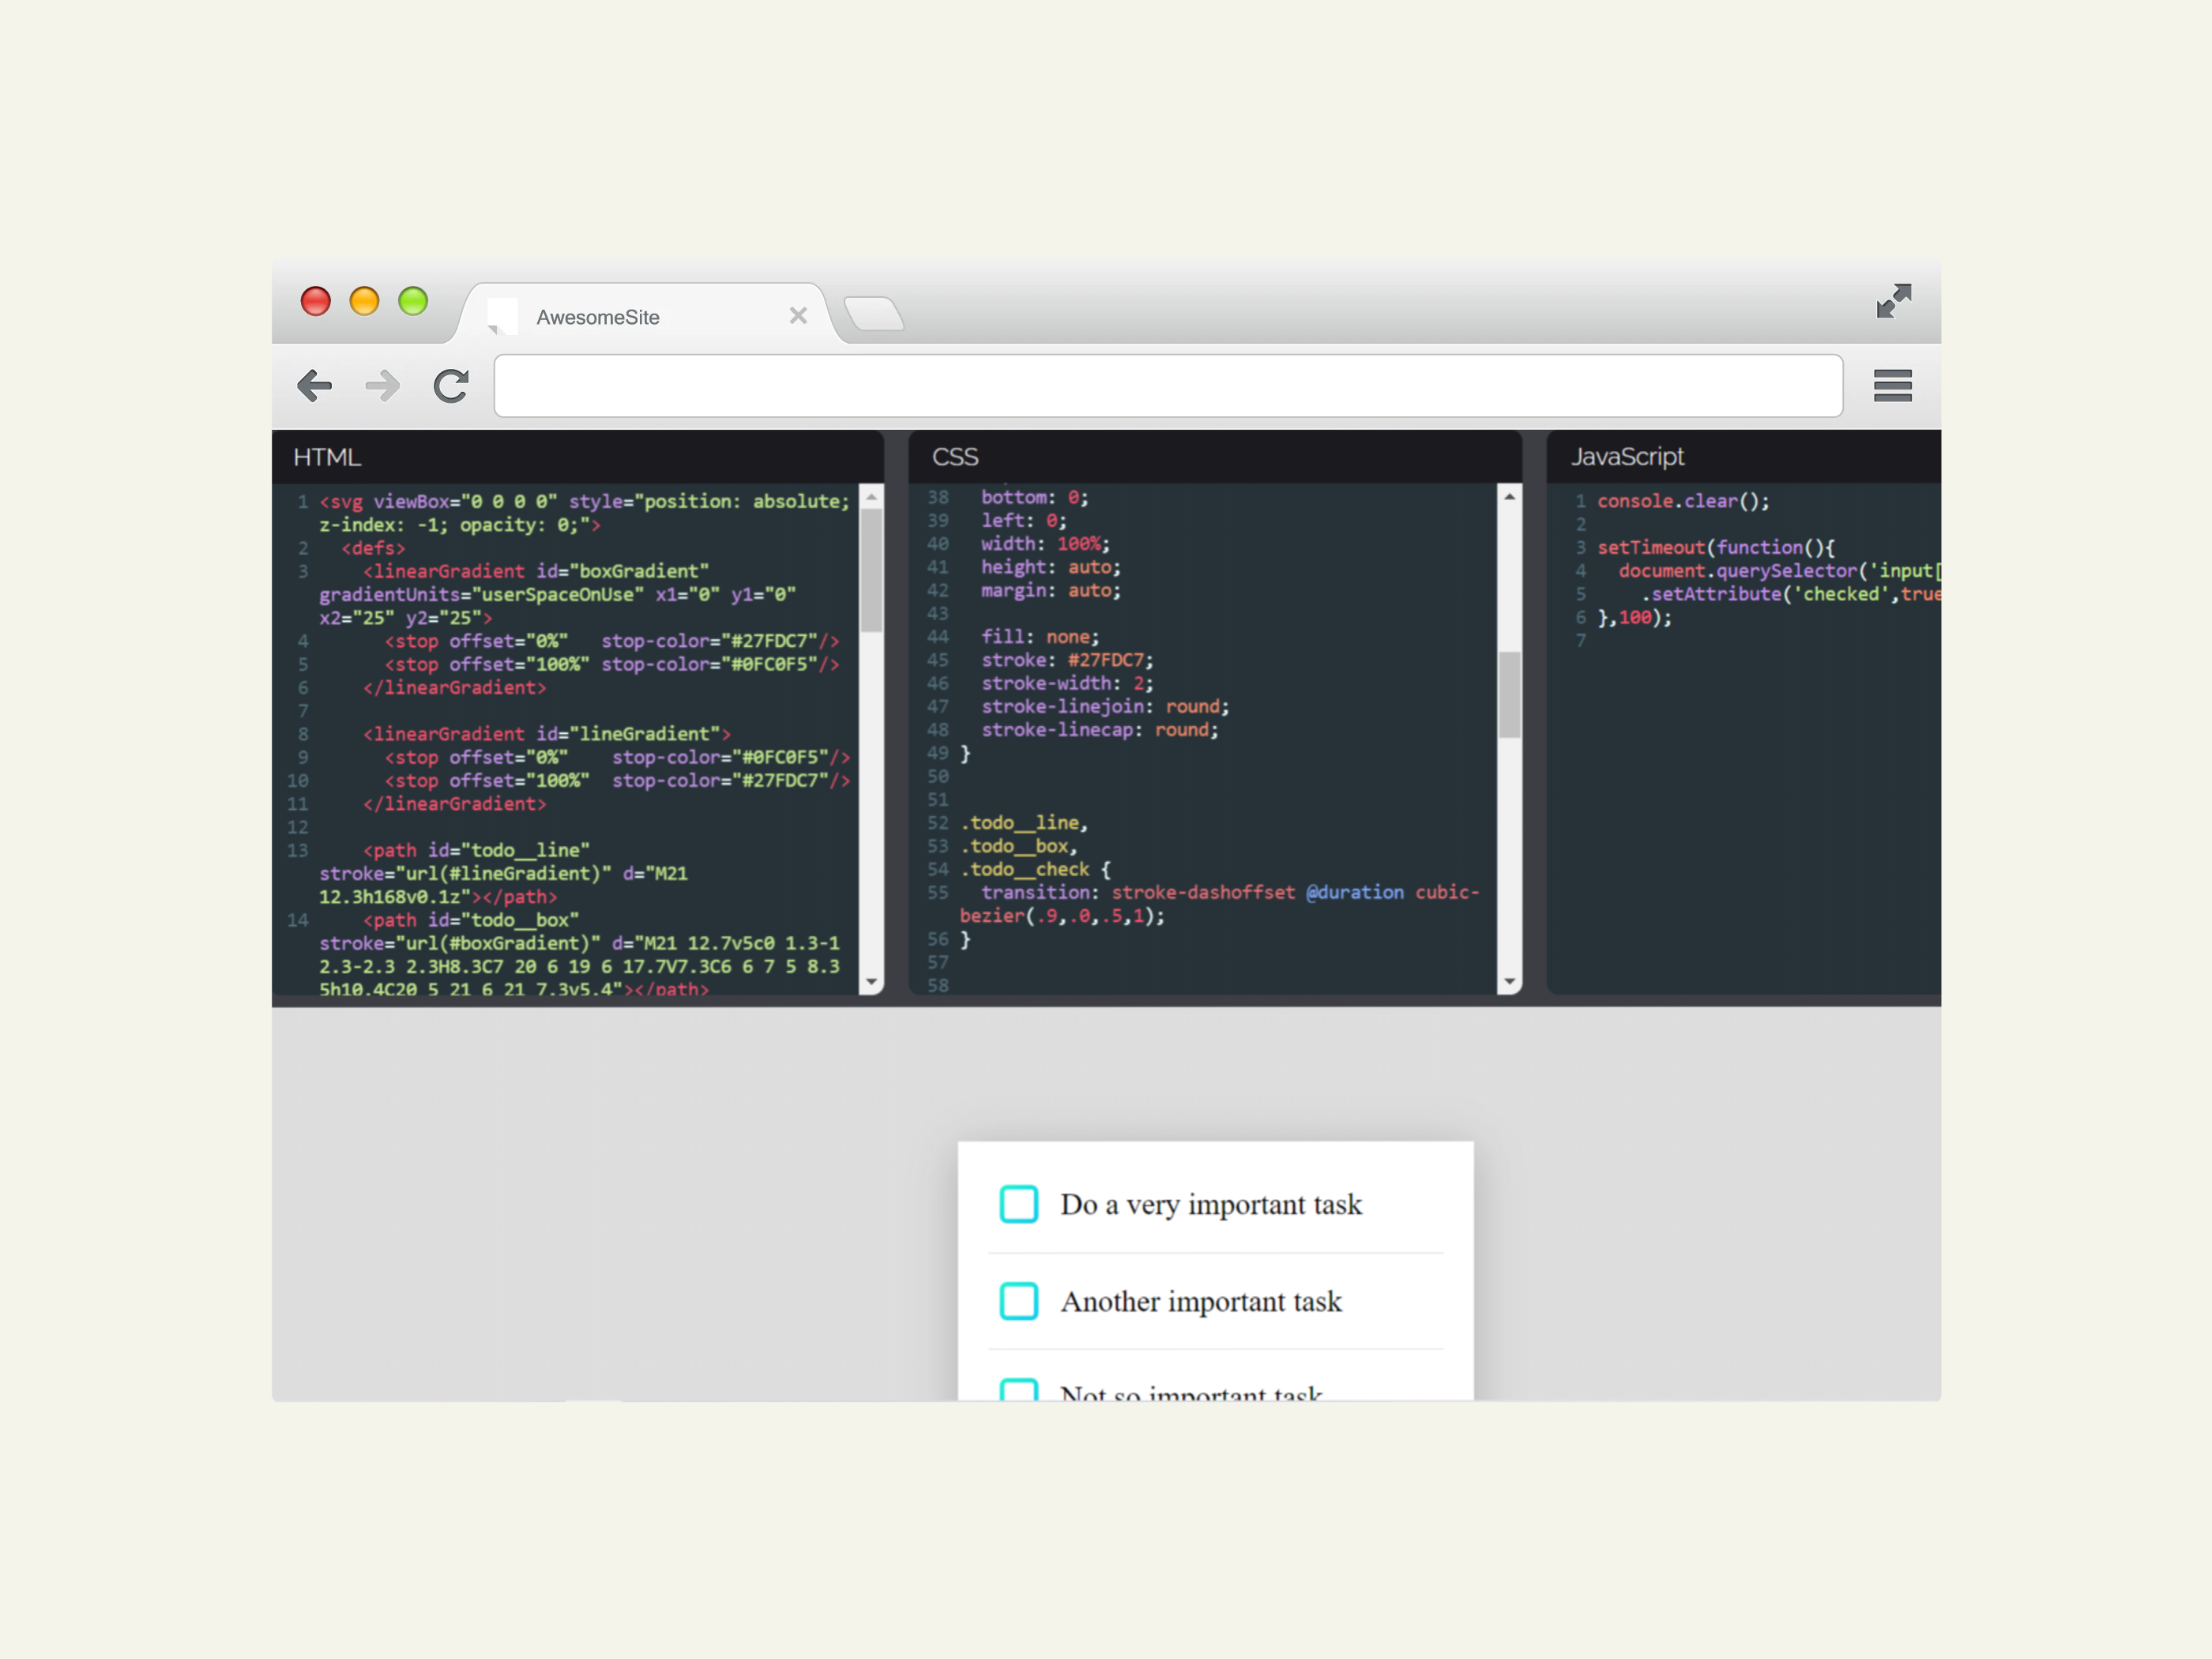 AwesomeSite
HTML
1 <svg viewBox="0 0 0 0" style="position: absolute;
z-index: -1; opacity: 0;">
2 <defs>
3 <linearGradient id="boxGradient"
gradientUnits="userSpaceOnUse" x1="0" y1="0"
x2="25" y2="25">
4 <stop offset="0%" stop-color="#27FDC7"/>
5 <stop offset="100%" stop-color="#0FC0F5"/>
6 </linearGradient>
7
8 <linearGradient id="lineGradient">
9 <stop offset="0%" stop-color="#0FC0F5"/>
10 <stop offset="100%" stop-color="#27FDC7"/>
11 </linearGradient>
12
13 <path id="todo__line"
stroke="url(#lineGradient)" d="M21
12.3h168v0.1z"></path>
14 <path id="todo__box"
stroke="url(#boxGradient)" d="M21 12.7v5c0 1.3-1
2.3-2.3 2.3H8.3C7 20 6 19 6 17.7V7.3C6 6 7 5 8.3
5h10.4C20 5 21 6 21 7.3v5.4"></path>
CSS
38 bottom: 0;
39 left: 0;
40 width: 100%;
41 height: auto;
42 margin: auto;
43
44 fill: none;
45 stroke: #27FDC7;
46 stroke-width: 2;
47 stroke-linejoin: round;
48 stroke-linecap: round;
49 }
50
51
52 .todo__line,
53 .todo__box,
54 .todo__check {
55 transition: stroke-dashoffset @duration cubic-
bezier(.9,.0,.5,1);
56 }
57
58
JavaScript
1 console.clear();
2
3 setTimeout(function(){
4 document.querySelector('input[
5 .setAttribute('checked',true
6 },100);
7
Do a very important task
Another important task
Not so important task